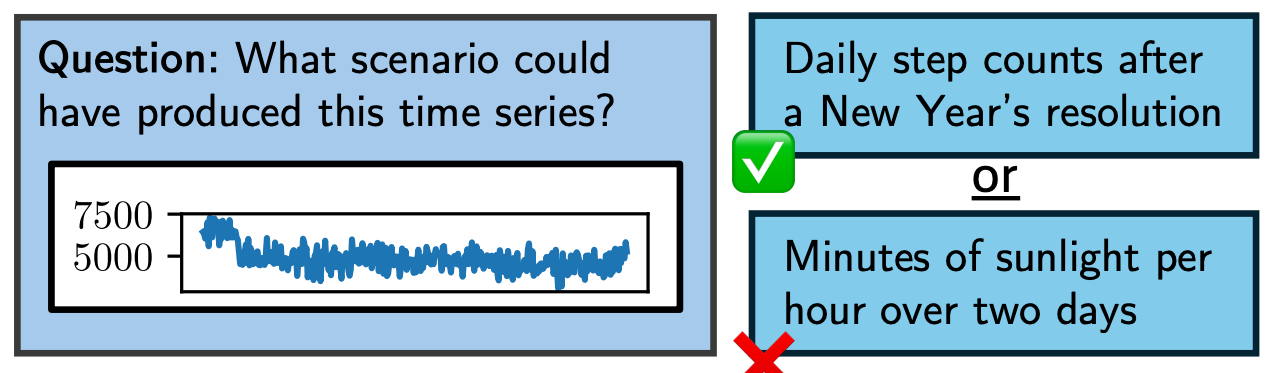 Question: What scenario could
have produced this time series?
7500
5000
Daily step counts after
a New Year's resolution
or
Minutes of sunlight per
hour over two days